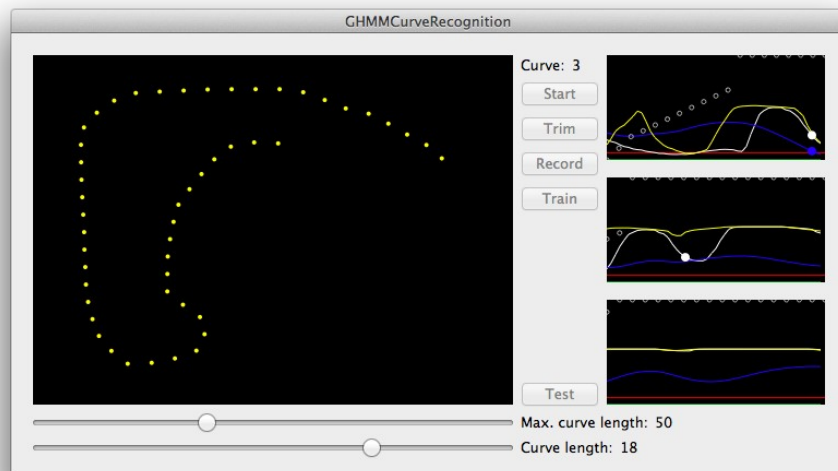 GHMMCurveRecognition
Curve: 3
Start
Trim
Record
Train
Test
Max. curve length: 50
Curve length: 18